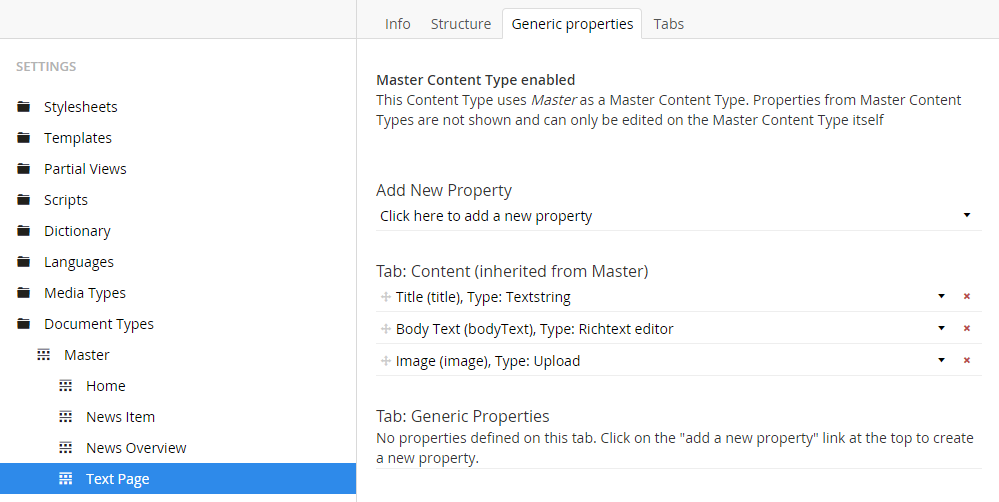 Info Structure Generic properties Tabs
SETTINGS
Stylesheets
Templates
Partial Views
Scripts
Dictionary
Languages
Media Types
Document Types
Master
Home
News Item
News Overview
Text Page
Master Content Type enabled
This Content Type uses Master as a Master Content Type. Properties from Master Content
Types are not shown and can only be edited on the Master Content Type itself
Add New Property
Click here to add a new property
Tab: Content (inherited from Master)
Title (title), Type: Textstring
Body Text (bodyText), Type: Richtext editor
Image (image), Type: Upload
Tab: Generic Properties
No properties defined on this tab. Click on the "add a new property" link at the top to create
a new property.